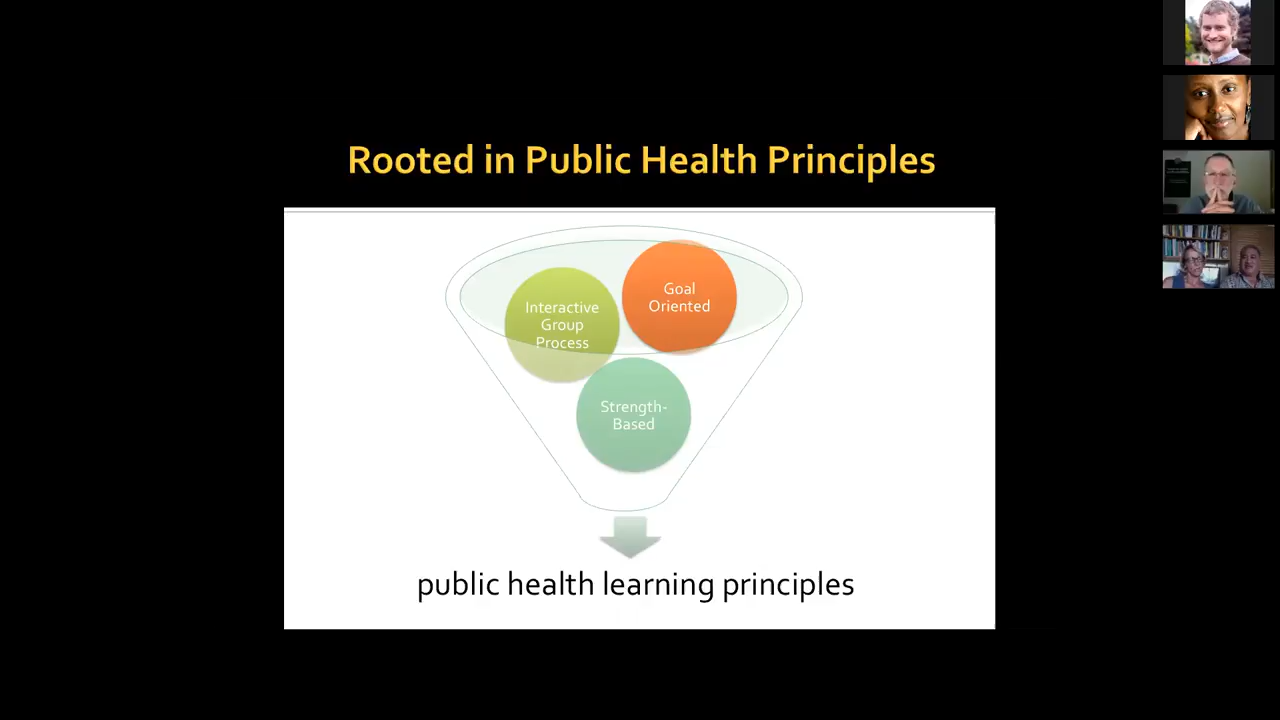 Rooted in Public Health Principles
Interactive
Group
Process
Goal
Oriented
Strength-
Based
public health learning principles